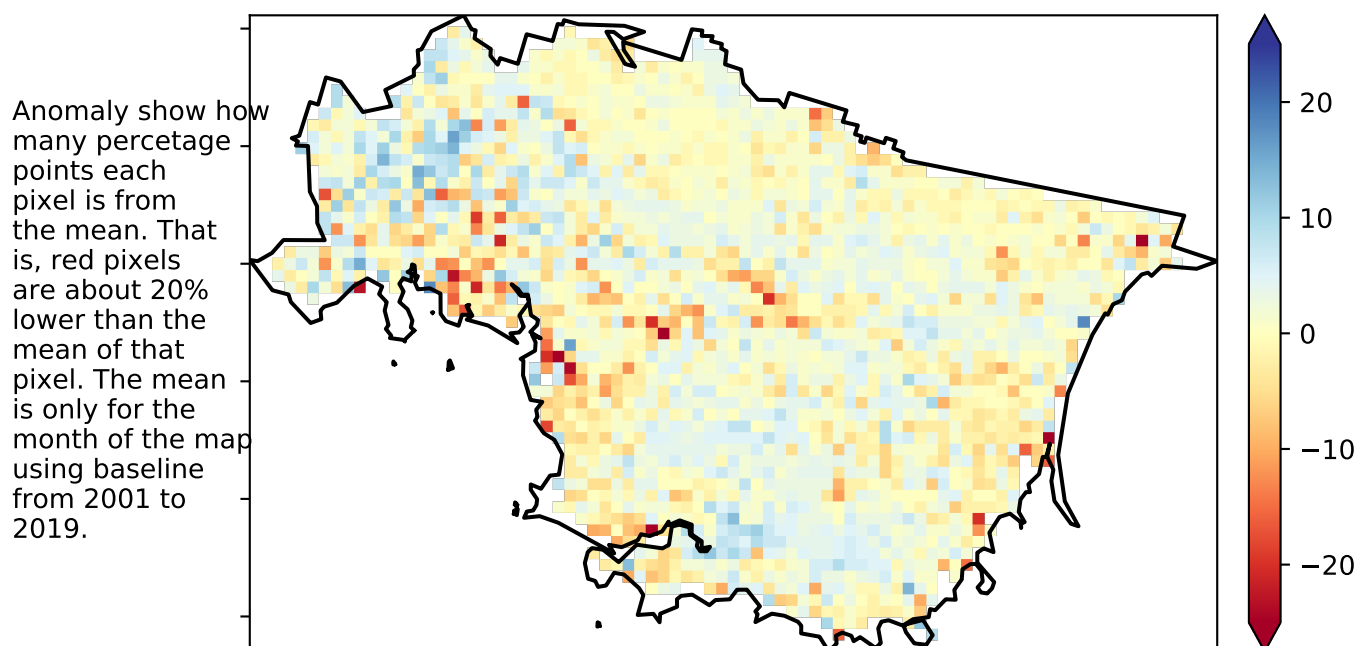 Anomaly show how
many percetage
points each
pixel is from
the mean. That
is, red pixels
are about 20%
lower than the
mean of that
pixel. The mean
is only for the
month of the map
using baseline
from 2001 to
2019.
20
10
0
−10
−20